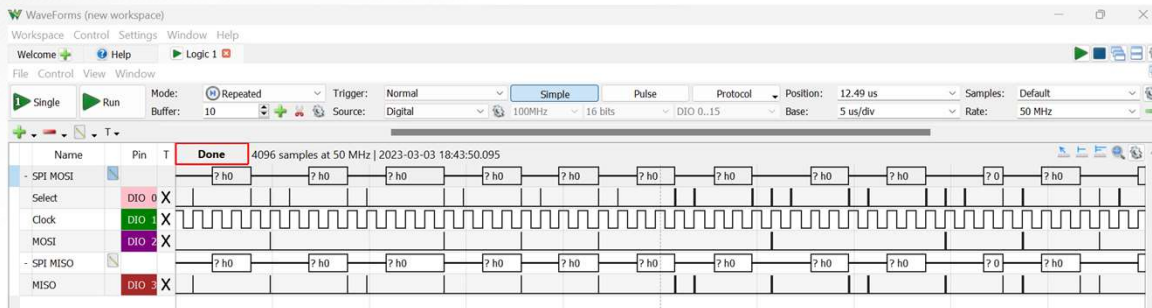 WaveForms (new workspace)
Workspace Control Settings Window Help
Welcome Help Logic 1
File Control View Window
Single Run Mode: Repeated Trigger: Normal Simple Pulse Protocol Position: 12.49 us Samples: Default
Buffer: 10 Source: Digital 100MHz 16 bits DIO 0..15 Base: 5 us/div Rate: 50 MHz
T
Name Pin T Done 4096 samples at 50 MHz | 2023-03-03 18:43:50.095
- SPI MOSI ? h0 ? h0 ? h0 ? h0 ? h0 ? h0 ? h0 ? h0 ? h0 ? 0 ? h0
Select DIO 0 X
Clock DIO 1 X
MOSI DIO 2 X
- SPI MISO ? h0 ? h0 ? h0 ? h0 ? h0 ? h0 ? h0 ? h0 ? h0 ? 0 ? h0
MISO DIO 3 X